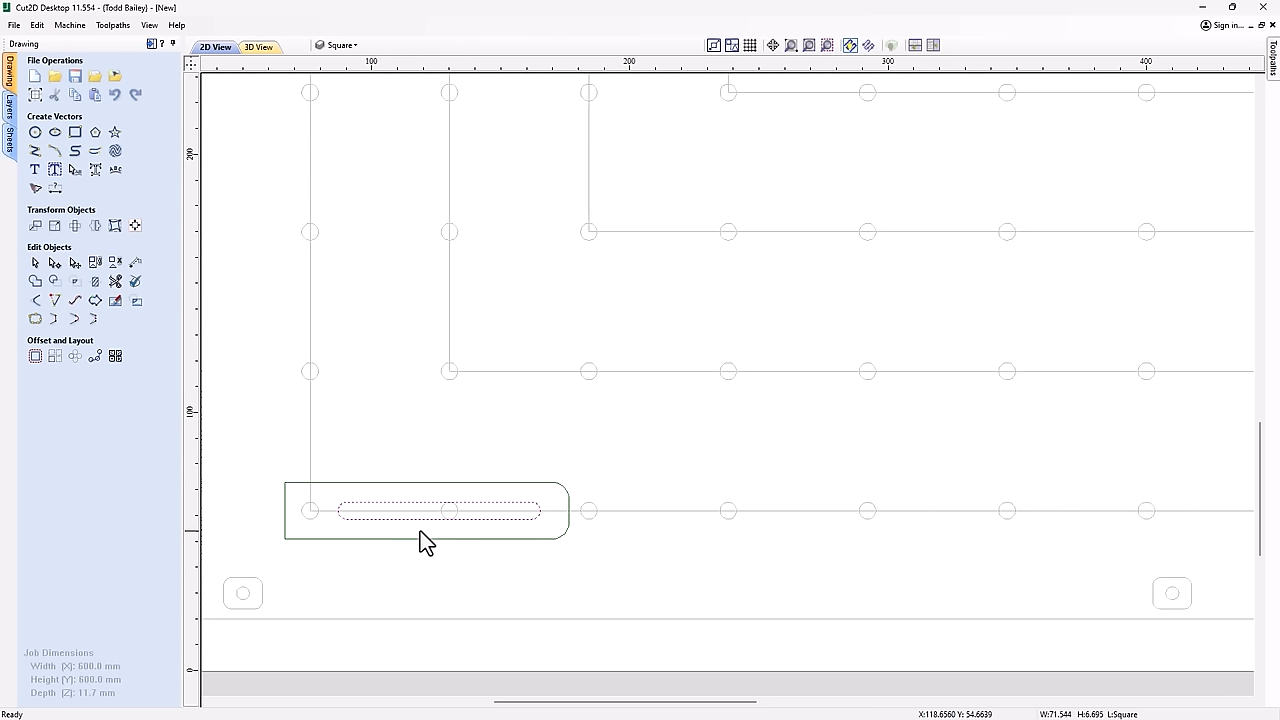 Cut2D Desktop 11.554 - (Todd Bailey) - [New]
File Edit Machine Toolpaths View Help
Sign in...
Drawing
2D View 3D View Square
Toolpaths
Drawing
Layers
Sheets
File Operations
Create Vectors
Transform Objects
Edit Objects
Offset and Layout
100 200 300 400
200
100
0
Job Dimensions
Width (X): 600.0 mm
Height (Y): 600.0 mm
Depth (Z): 11.7 mm
Ready
X:118.6560 Y: 54.6639
W:71.544 H:6.695 L:Square